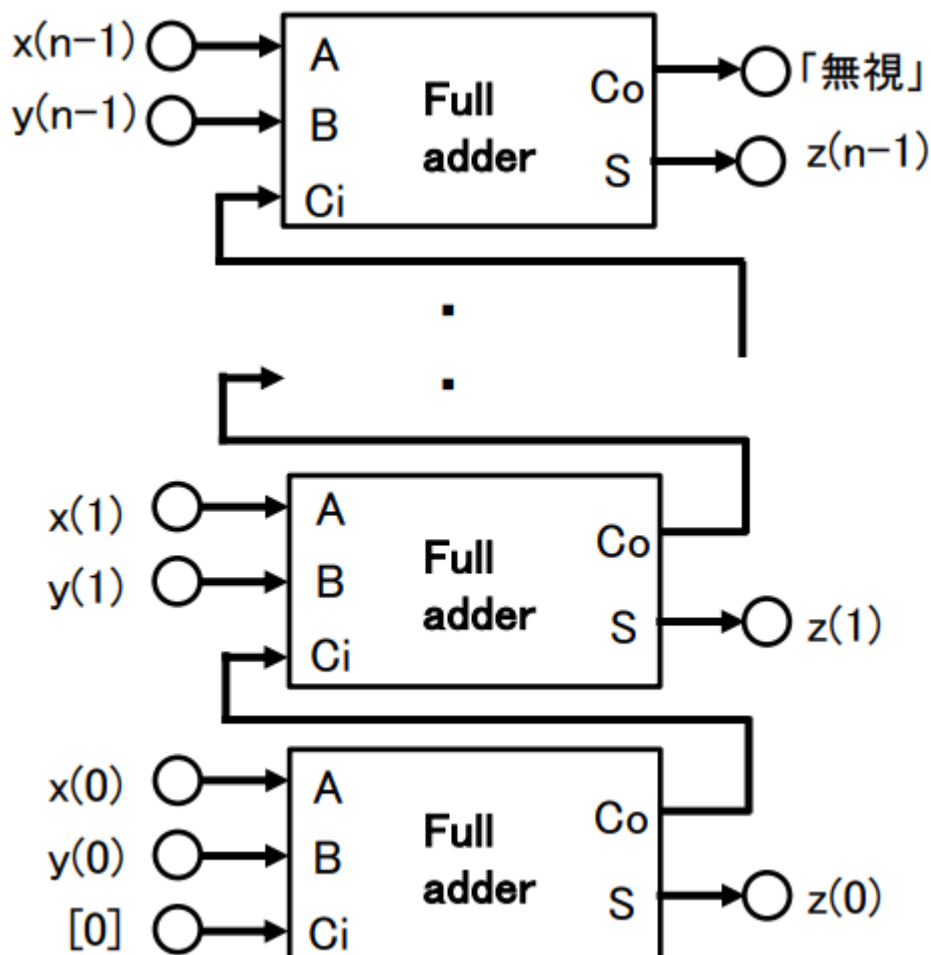 x(n-1)
A
Full
adder
Co
「無視」
y(n-1)
B
S
z(n-1)
Ci
x(1)
A
Full
adder
Co
y(1)
B
S
z(1)
Ci
x(0)
A
Full
adder
Co
y(0)
B
S
z(0)
[0]
Ci